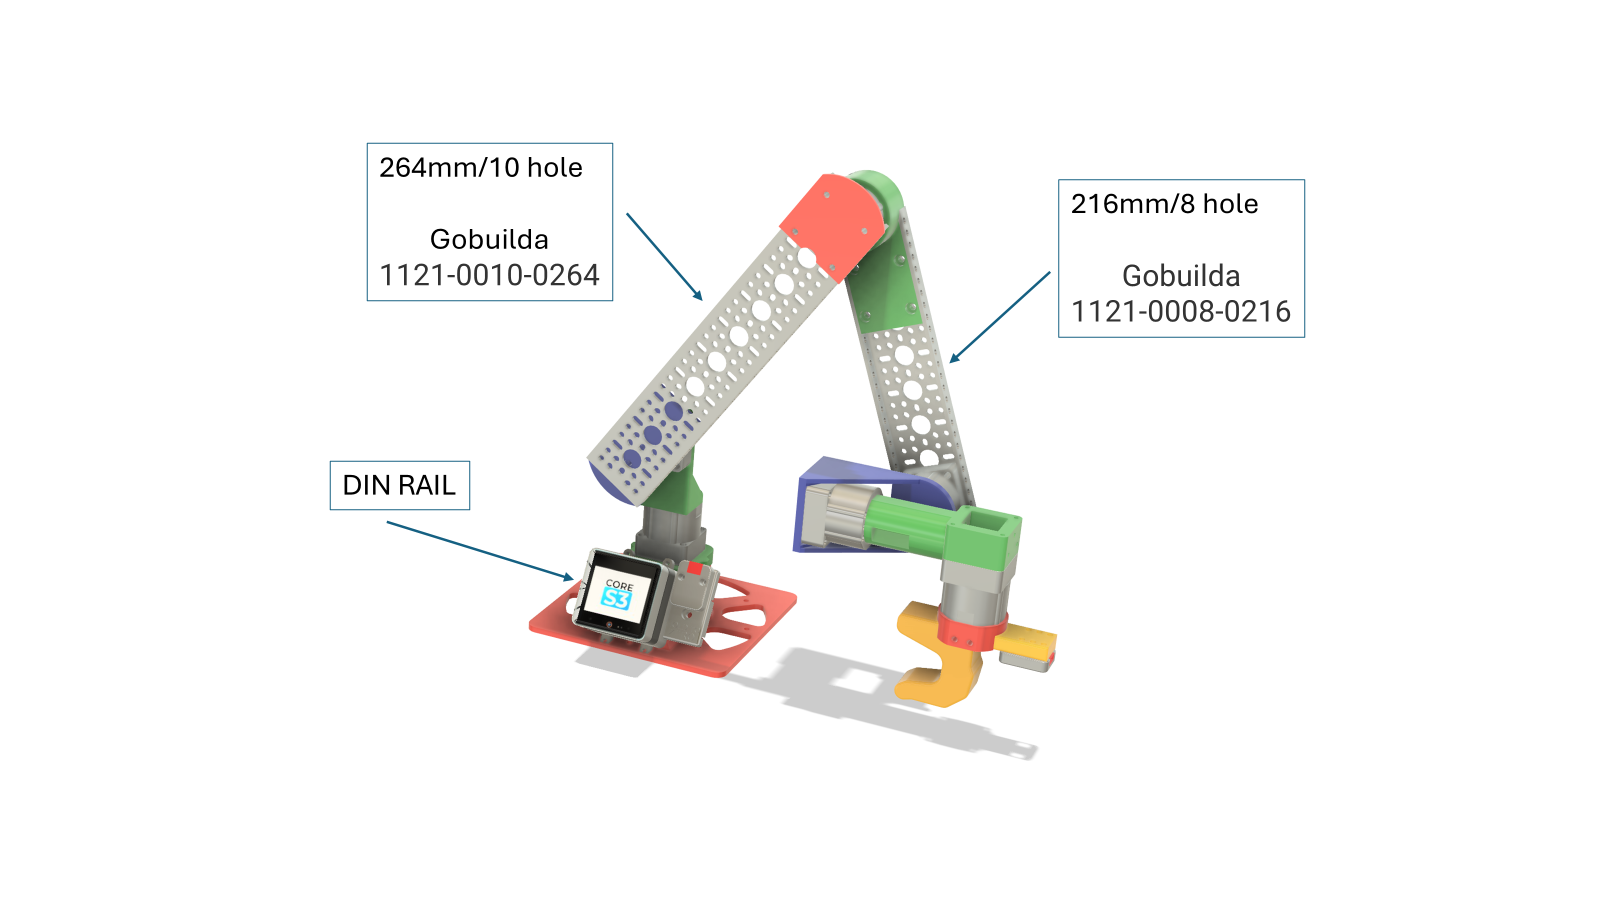 264mm/10 hole
Gobuilda
1121-0010-0264
216mm/8 hole
Gobuilda
1121-0008-0216
DIN RAIL
CORE
S3